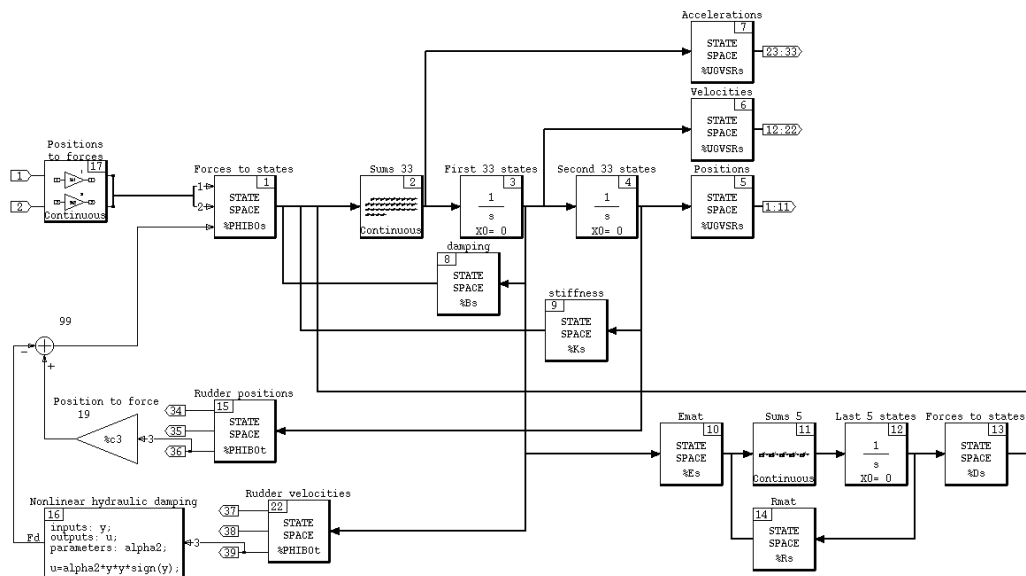 Accelerations
7
STATE
SPACE
%UGVSRs
23:33
Velocities
6
STATE
SPACE
%UGVSRs
12:22
Positions
to forces
17
1
2
Continuous
Forces to states
1
1
2
STATE
SPACE
%PHIB0s
Sums 33
2
Continuous
First 33 states
3
1
s
X0= 0
Second 33 states
4
1
s
X0= 0
Positions
5
STATE
SPACE
%UGVSRs
1:11
damping
8
STATE
SPACE
%Bs
stiffness
9
STATE
SPACE
%Ks
99
-
+
Position to force
19
%c3
3
Rudder positions
15
34
35
36
STATE
SPACE
%PHIB0t
Emat
10
STATE
SPACE
%Es
Sums 5
11
Continuous
Last 5 states
12
1
s
X0= 0
Forces to states
13
STATE
SPACE
%Ds
Rmat
14
STATE
SPACE
%Rs
Nonlinear hydraulic damping
16
Fd
inputs: y;
outputs: u;
parameters: alpha2;
u=alpha2*y*y*sign(y);
3
Rudder velocities
22
37
38
39
STATE
SPACE
%PHIB0t